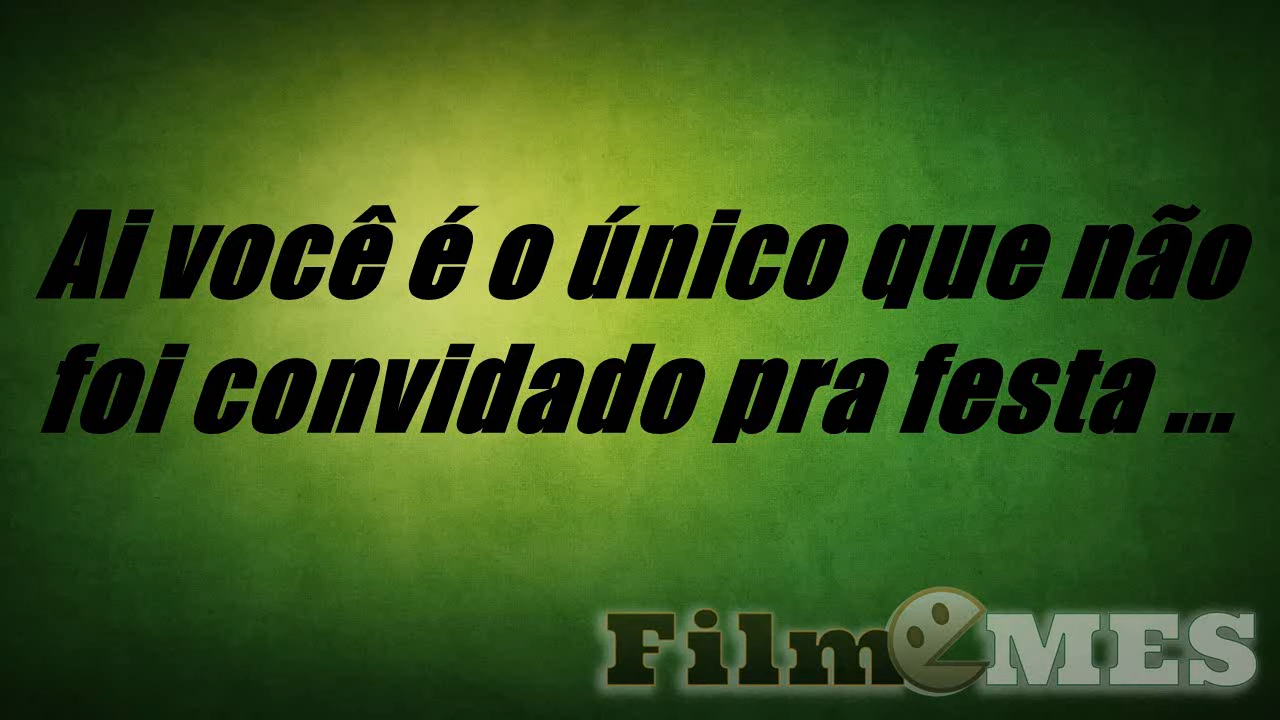 Ai você é o único que não
foi convidado pra festa ...
FilmeMES